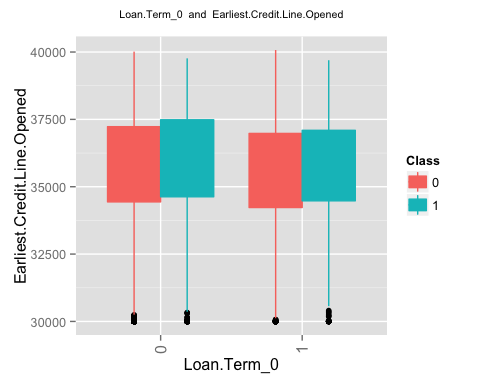 Loan.Term_0 and Earliest.Credit.Line.Opened
Earliest.Credit.Line.Opened
40000
37500
35000
32500
30000
0
1
Loan.Term_0
Class
0
1